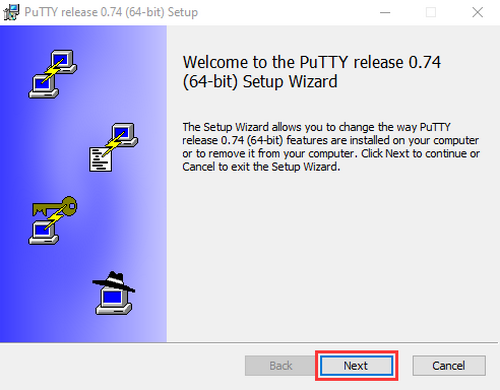 PuTTY release 0.74 (64-bit) Setup
Welcome to the PuTTY release 0.74
(64-bit) Setup Wizard
The Setup Wizard allows you to change the way PuTTY
release 0.74 (64-bit) features are installed on your computer
or to remove it from your computer. Click Next to continue or
Cancel to exit the Setup Wizard.
Back
Next
Cancel